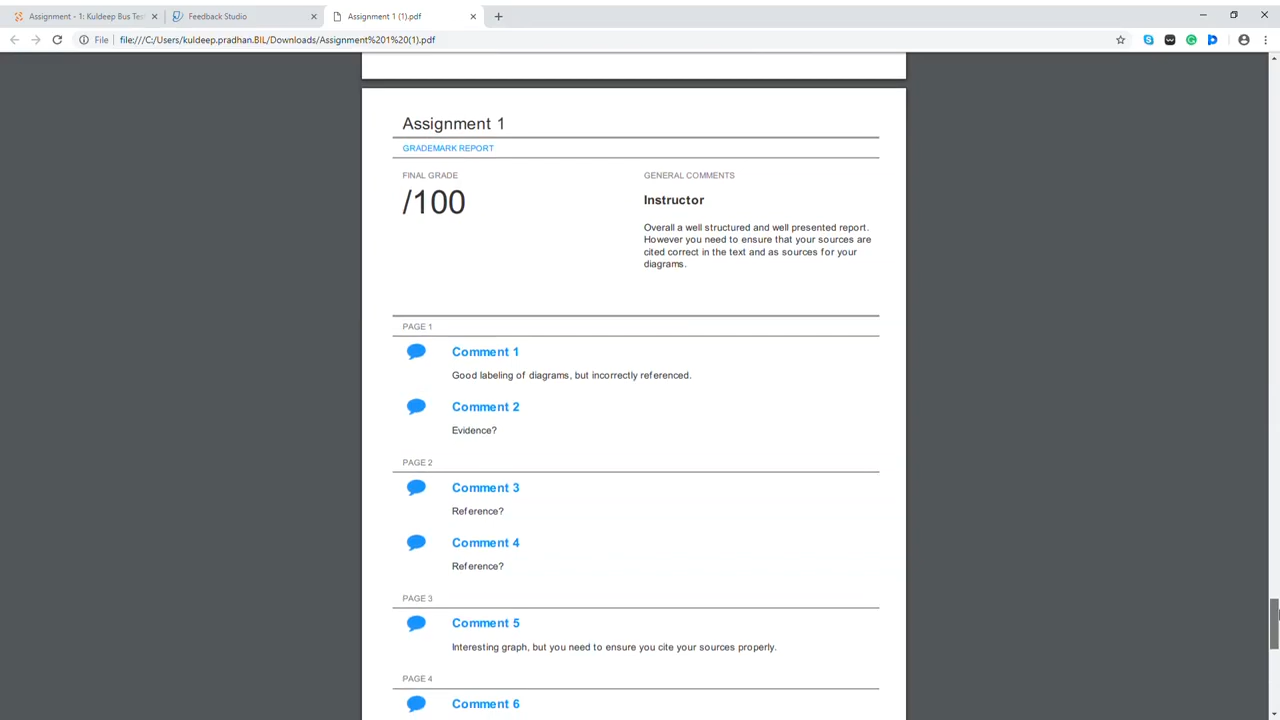 Assignment - 1: Kuldeep Bus Tes
Feedback Studio
Assignment 1 (1).pdf
File
file:///C:/Users/kuldeep.pradhan.BIL/Downloads/Assignment%201%20(1).pdf
Assignment 1
GRADEMARK REPORT
FINAL GRADE
/100
GENERAL COMMENTS
Instructor
Overall a well structured and well presented report.
However you need to ensure that your sources are
cited correct in the text and as sources for your
diagrams.
PAGE 1
Comment 1
Good labeling of diagrams, but incorrectly referenced.
Comment 2
Evidence?
PAGE 2
Comment 3
Reference?
Comment 4
Reference?
PAGE 3
Comment 5
Interesting graph, but you need to ensure you cite your sources properly.
PAGE 4
Comment 6